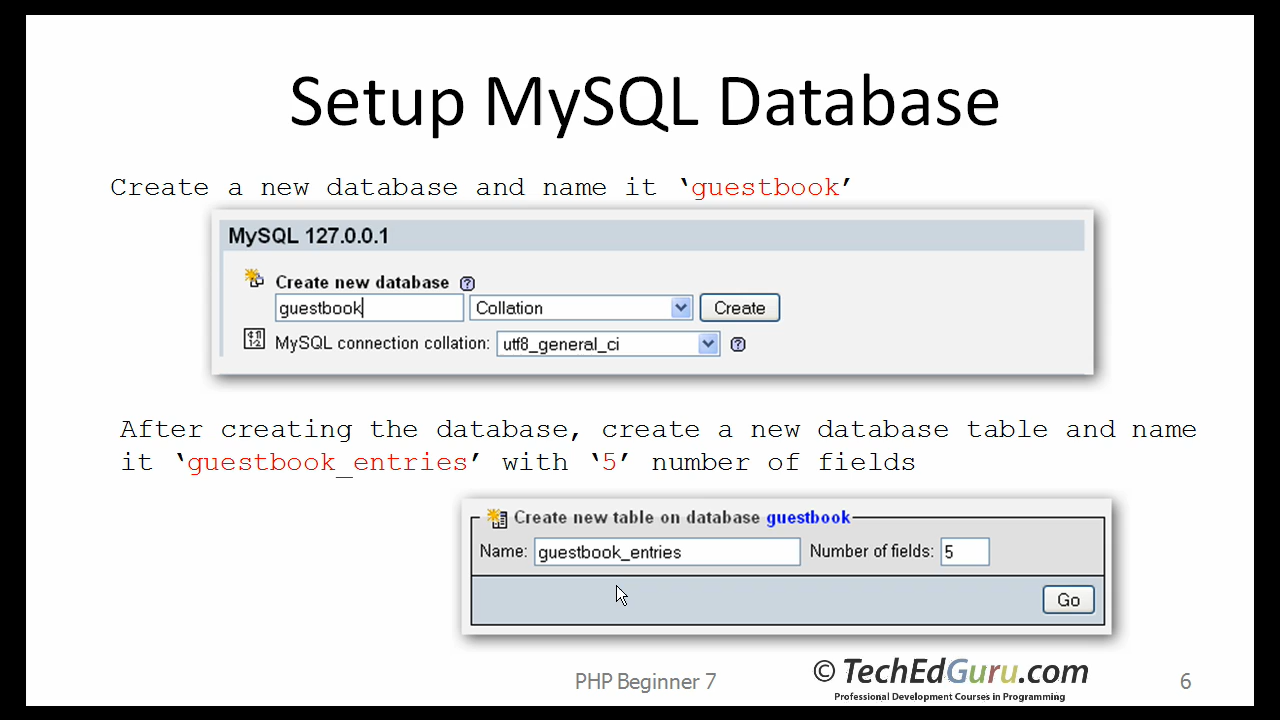 Setup MySQL Database
Create a new database and name it ‘guestbook’
MySQL 127.0.0.1
Create new database
guestbook Collation Create
MySQL connection collation: utf8_general_ci
After creating the database, create a new database table and name
it ‘guestbook_entries’ with ‘5’ number of fields
Create new table on database guestbook
Name: guestbook_entries Number of fields: 5
Go
PHP Beginner 7
© TechEdGuru.com
Professional Development Courses in Programming
6